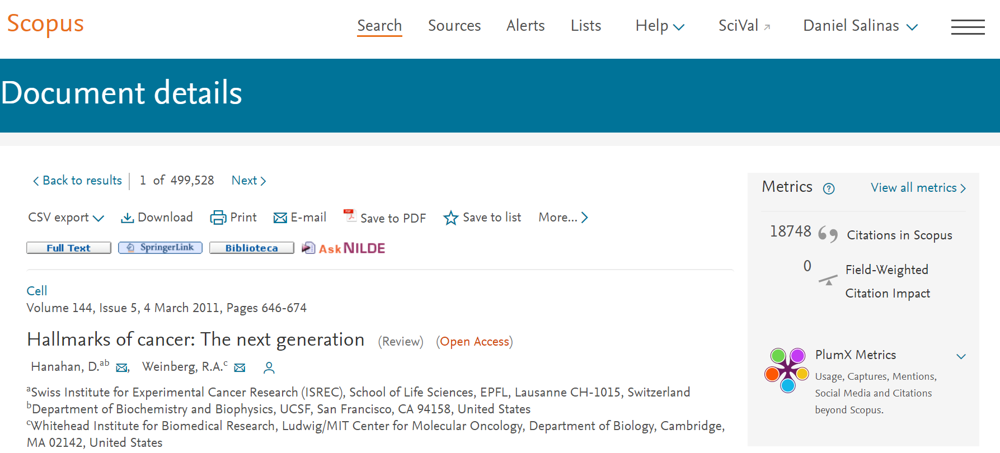 Scopus
Search Sources Alerts Lists Help SciVal Daniel Salinas
Document details
Back to results 1 of 499,528 Next
CSV export Download Print E-mail Save to PDF Save to list More...
Full Text SpringerLink Biblioteca Ask NILDE
Cell
Volume 144, Issue 5, 4 March 2011, Pages 646-674
Hallmarks of cancer: The next generation (Review) (Open Access)
Hanahan, D.ab, Weinberg, R.A.c
aSwiss Institute for Experimental Cancer Research (ISREC), School of Life Sciences, EPFL, Lausanne CH-1015, Switzerland
bDepartment of Biochemistry and Biophysics, UCSF, San Francisco, CA 94158, United States
cWhitehead Institute for Biomedical Research, Ludwig/MIT Center for Molecular Oncology, Department of Biology, Cambridge,
MA 02142, United States
Metrics ? View all metrics
18748 Citations in Scopus
0 Field-Weighted
Citation Impact
PlumX Metrics
Usage, Captures, Mentions,
Social Media and Citations
beyond Scopus.